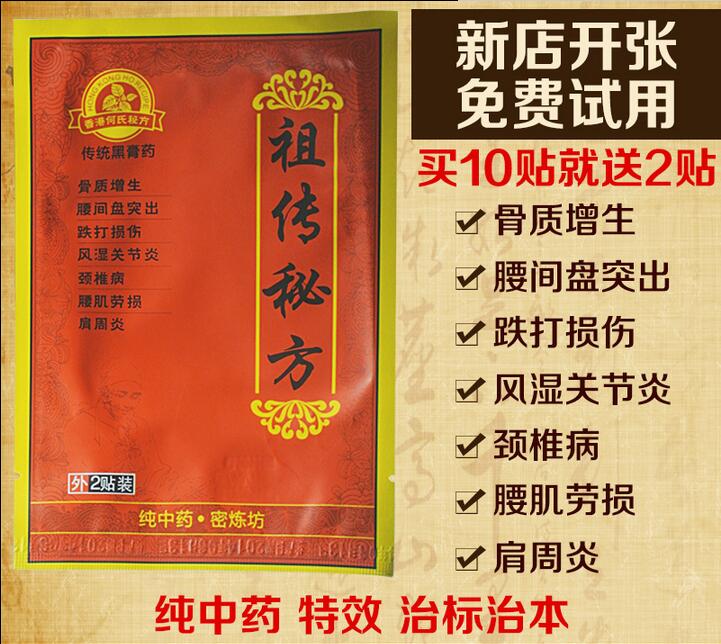 HONG KONG HO RECIPE
香港何氏秘方
传统黑膏药
骨质增生
腰间盘突出
跌打损伤
风湿关节炎
颈椎病
腰肌劳损
肩周炎
祖传秘方
外2贴装
纯中药·密炼坊
新店开张
免费试用
买10贴就送2贴
骨质增生
腰间盘突出
跌打损伤
风湿关节炎
颈椎病
腰肌劳损
肩周炎
纯中药 特效 治标治本